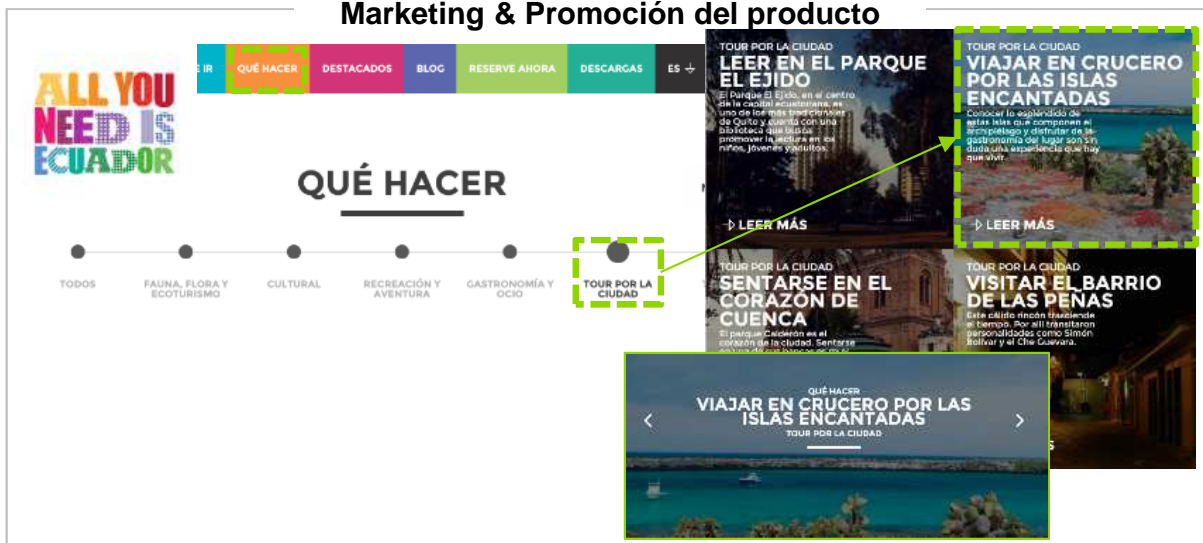 Marketing & Promoción del producto
ALL YOU
NEED IS
ECUADOR
E IR
QUÉ HACER
DESTACADOS
BLOG
RESERVE AHORA
DESCARGAS
ES
QUÉ HACER
TODOS
FAUNA, FLORA Y
ECOTURISMO
CULTURAL
RECREACIÓN Y
AVENTURA
GASTRONOMÍA Y
OCIO
TOUR POR LA
CIUDAD
TOUR POR LA CIUDAD
LEER EN EL PARQUE
EL EJIDO
El Parque El Ejido, en el centro
de la capital ecuatoriana, es
uno de los más tradicionales
de Quito y cuenta con una
biblioteca que busca
promover la lectura en los
niños, jóvenes y adultos.
LEER MÁS
TOUR POR LA CIUDAD
VIAJAR EN CRUCERO
POR LAS ISLAS
ENCANTADAS
Conocer lo espléndido de
estas islas que componen el
archipiélago y disfrutar de la
gastronomía del lugar son sin
duda una experiencia que hay
que vivir.
LEER MÁS
TOUR POR LA CIUDAD
SENTARSE EN EL
CORAZÓN DE
CUENCA
El parque Calderón es el
corazón de la ciudad. Sentarse
TOUR POR LA CIUDAD
VISITAR EL BARRIO
DE LAS PEÑAS
Este cálido rincón trasciende
el tiempo. Por allí transitaron
personalidades como Simón
Bolívar y el Che Guevara.
QUÉ HACER
VIAJAR EN CRUCERO POR LAS
ISLAS ENCANTADAS
TOUR POR LA CIUDAD